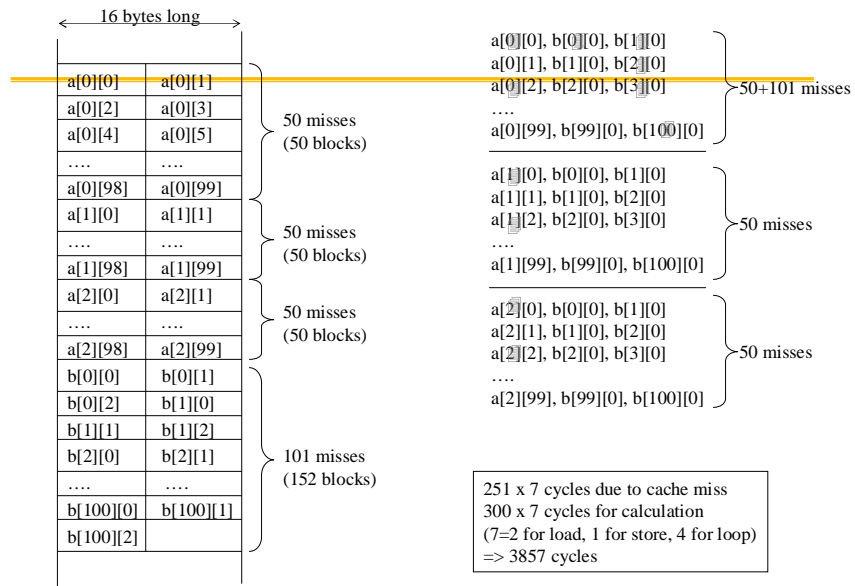 16 bytes long
a[0][0] a[0][1]
a[0][2] a[0][3]
a[0][4] a[0][5]
…. ….
a[0][98] a[0][99]
a[1][0] a[1][1]
…. ….
a[1][98] a[1][99]
a[2][0] a[2][1]
…. ….
a[2][98] a[2][99]
b[0][0] b[0][1]
b[0][2] b[1][0]
b[1][1] b[1][2]
b[2][0] b[2][1]
…. ….
b[100][0] b[100][1]
b[100][2]
50 misses
(50 blocks)
50 misses
(50 blocks)
50 misses
(50 blocks)
101 misses
(152 blocks)
a[0][0], b[0][0], b[1][0]
a[0][1], b[1][0], b[2][0]
a[0][2], b[2][0], b[3][0]
….
a[0][99], b[99][0], b[100][0]
50+101 misses
a[1][0], b[0][0], b[1][0]
a[1][1], b[1][0], b[2][0]
a[1][2], b[2][0], b[3][0]
….
a[1][99], b[99][0], b[100][0]
50 misses
a[2][0], b[0][0], b[1][0]
a[2][1], b[1][0], b[2][0]
a[2][2], b[2][0], b[3][0]
….
a[2][99], b[99][0], b[100][0]
50 misses
251 x 7 cycles due to cache miss
300 x 7 cycles for calculation
(7=2 for load, 1 for store, 4 for loop)
=> 3857 cycles